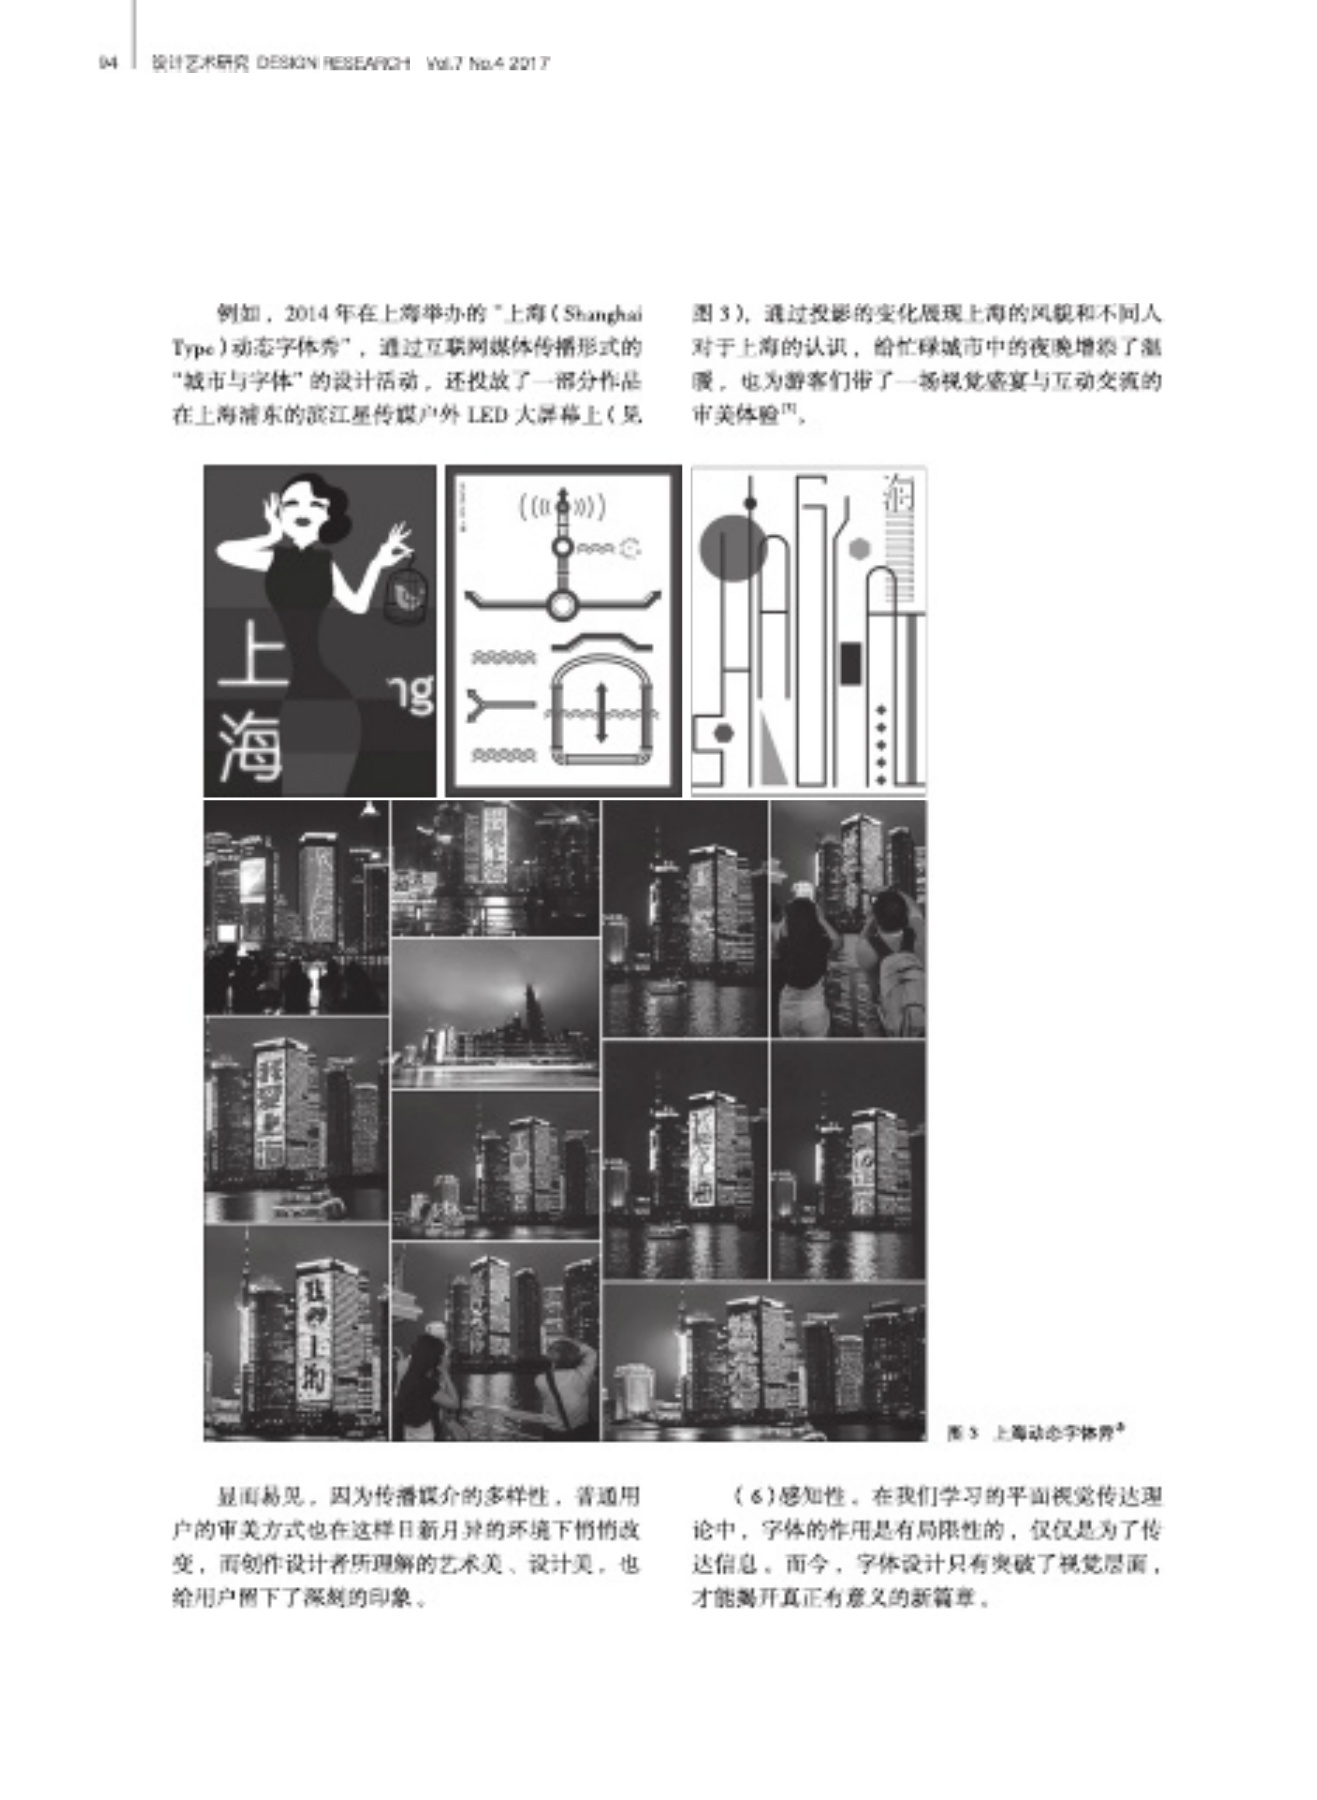 94
设计艺术研究 DESIGN RESEARCH Vol.7 No.4 2017
例如，2014年在上海举办的“上海（Shanghai
Type）动态字体秀”，通过互联网媒体传播形式的
“城市与字体”的设计活动，还投放了一部分作品
在上海浦东的滨江星传媒户外 LED 大屏幕上（见
图3），通过投影的变化展现上海的风貌和不同人
对于上海的认识，给忙碌城市中的夜晚增添了温
暖，也为游客们带了一场视觉盛宴与互动交流的
审美体验。
上
海
ng
图3 上海动态字体秀
显而易见，因为传播媒介的多样性，普通用
户的审美方式也在这样日新月异的环境下悄悄改
变，而创作设计者所理解的艺术美、设计美，也
给用户留下了深刻的印象。
（6）感知性。在我们学习的平面视觉传达理
论中，字体的作用是有局限性的，仅仅是为了传
达信息。而今，字体设计只有突破了视觉层面，
才能揭开真正有意义的新篇章。